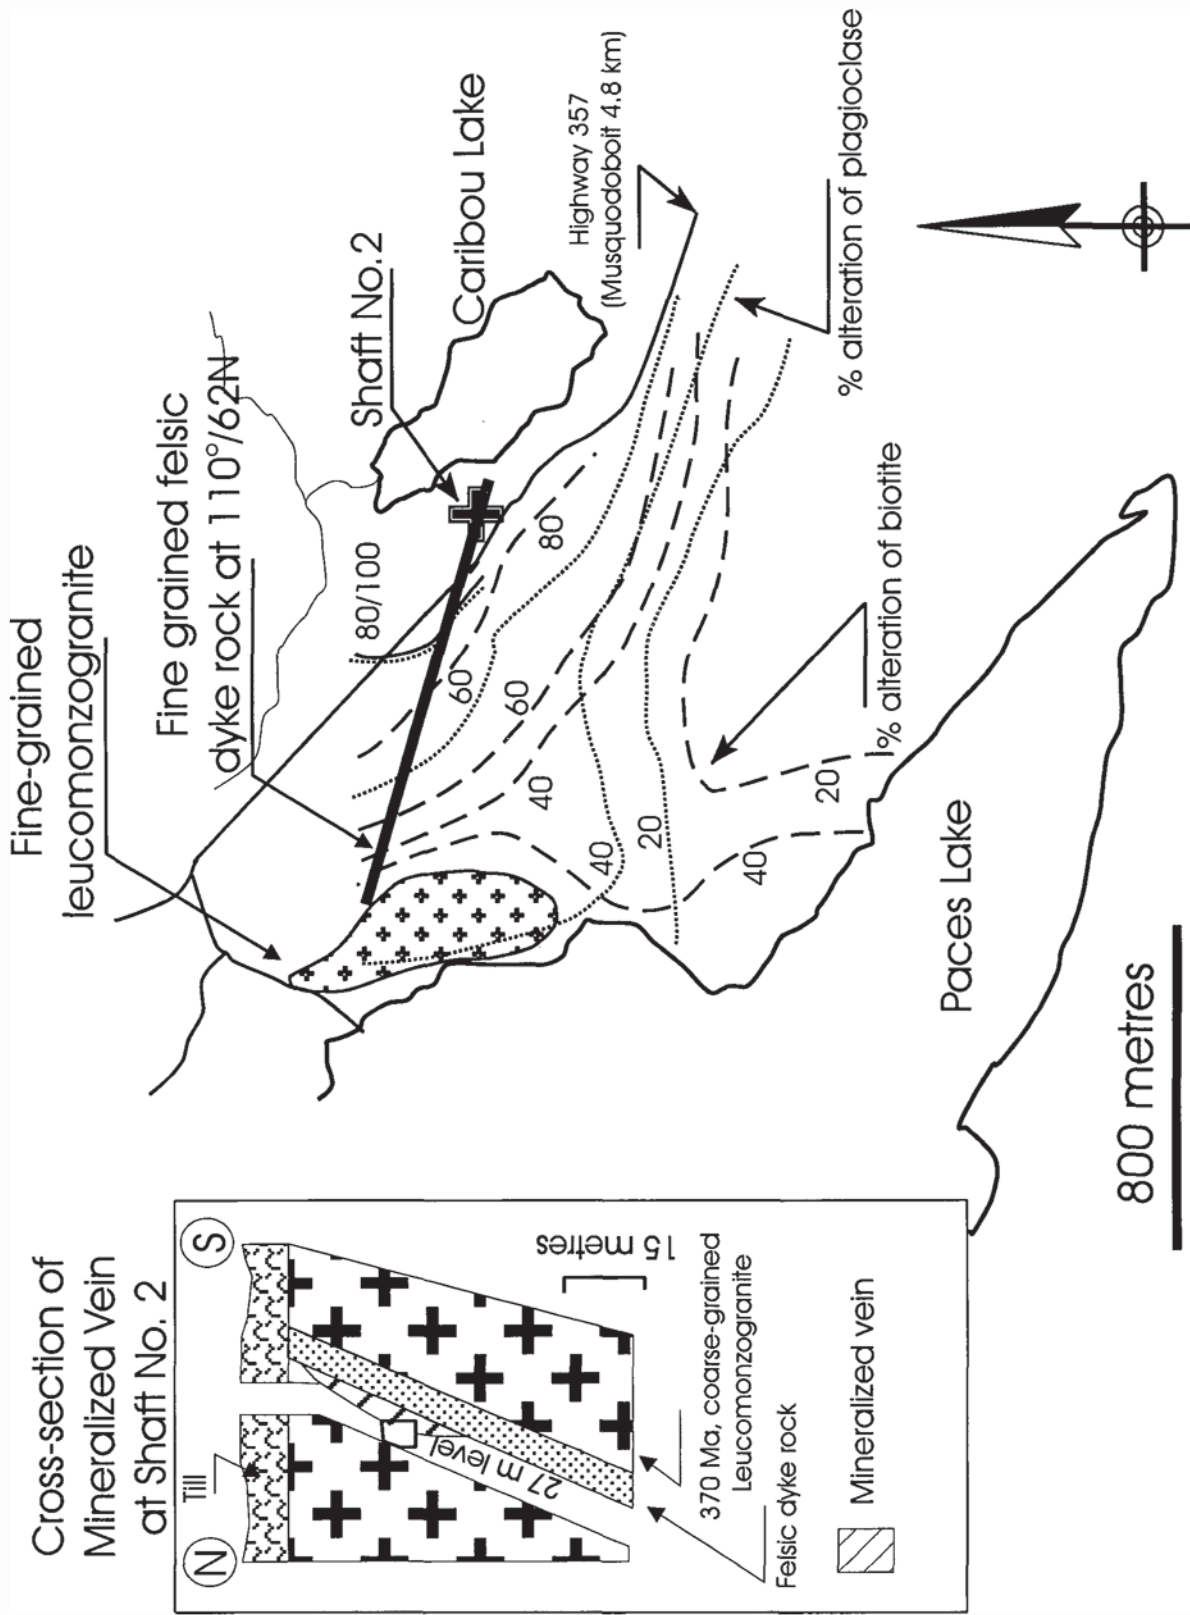 Cross-section of
Mineralized Vein
at Shaft No. 2
N
S
Till
27 m level
15 metres
370 Ma, coarse-grained
Leucomonzogranite
Felsic dyke rock
Mineralized vein
Fine-grained
leucomonzogranite
Fine grained felsic
dyke rock at 110°/62N
Shaft No.2
Caribou Lake
Highway 357
(Musquodoboit 4.8 km)
80/100
80
60
60
40
40
20
40
20
% alteration of biotite
% alteration of plagioclase
Paces Lake
800 metres